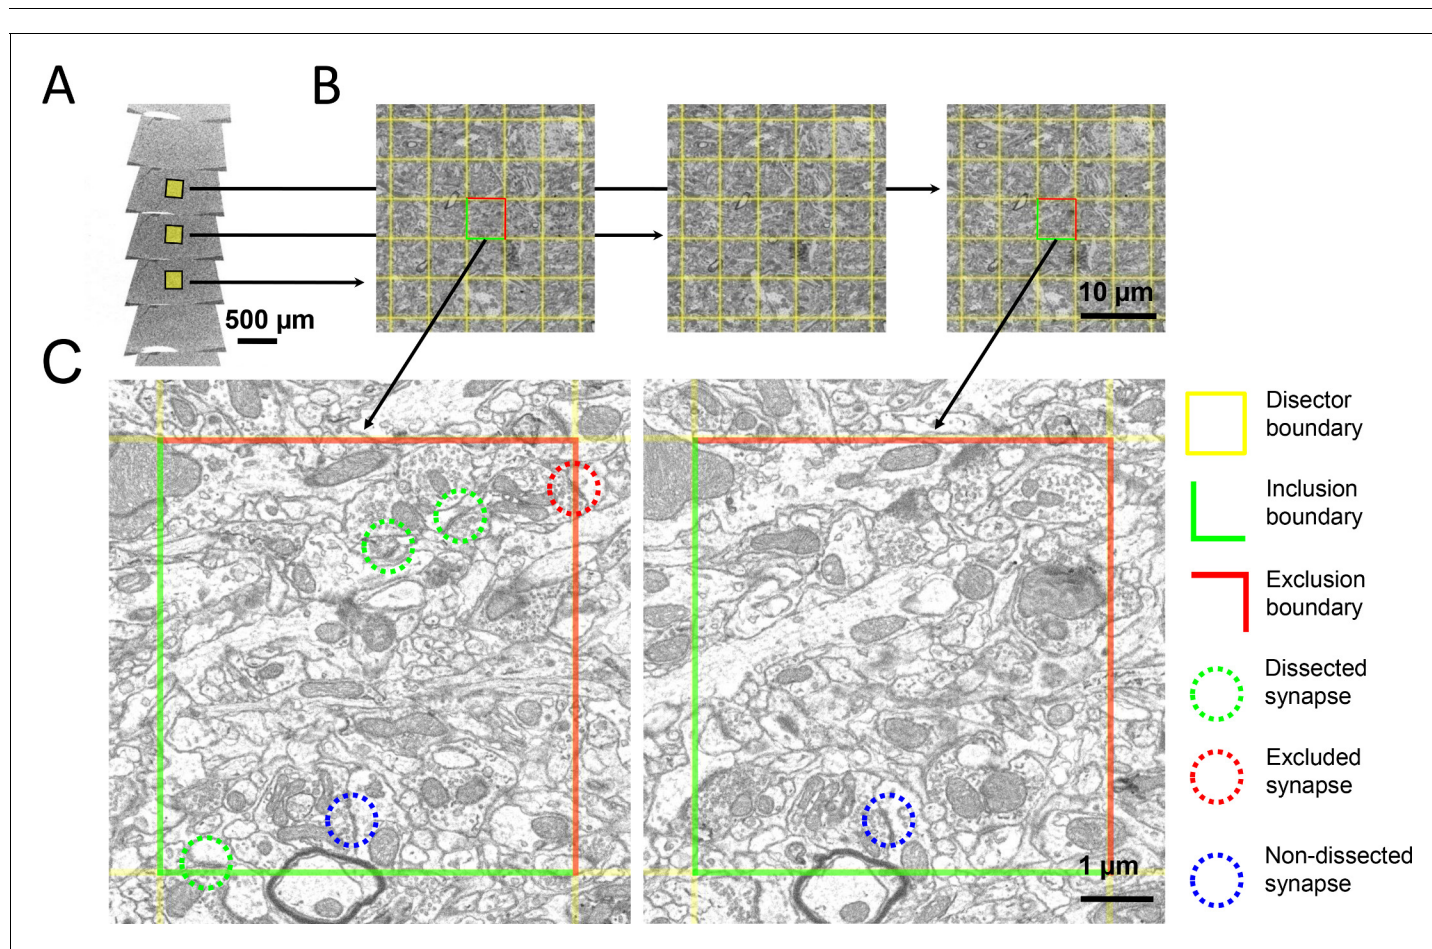 A
B
500 µm
10 µm
C
Disector
boundary
Inclusion
boundary
Exclusion
boundary
Dissected
synapse
Excluded
synapse
1 µm
Non-dissected
synapse